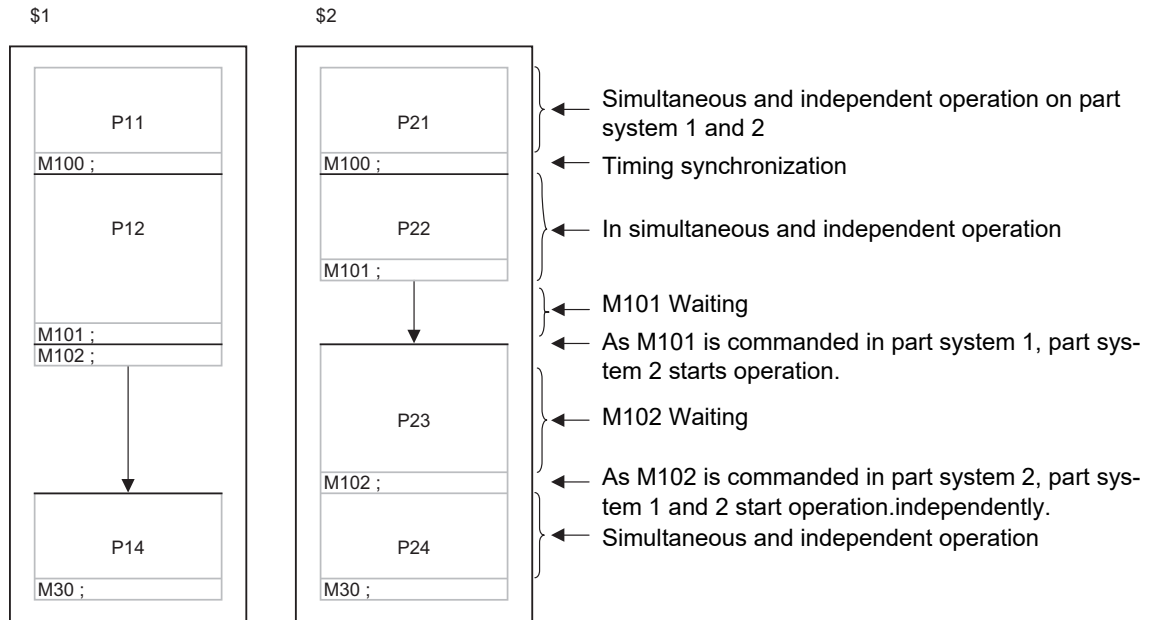 $1
$2
P11
M100 ;
P12
M101 ;
M102 ;
P14
M30 ;
P21
M100 ;
P22
M101 ;
P23
M102 ;
P24
M30 ;
Simultaneous and independent operation on part
system 1 and 2
Timing synchronization
In simultaneous and independent operation
M101 Waiting
As M101 is commanded in part system 1, part sys-
tem 2 starts operation.
M102 Waiting
As M102 is commanded in part system 2, part sys-
tem 1 and 2 start operation.independently.
Simultaneous and independent operation